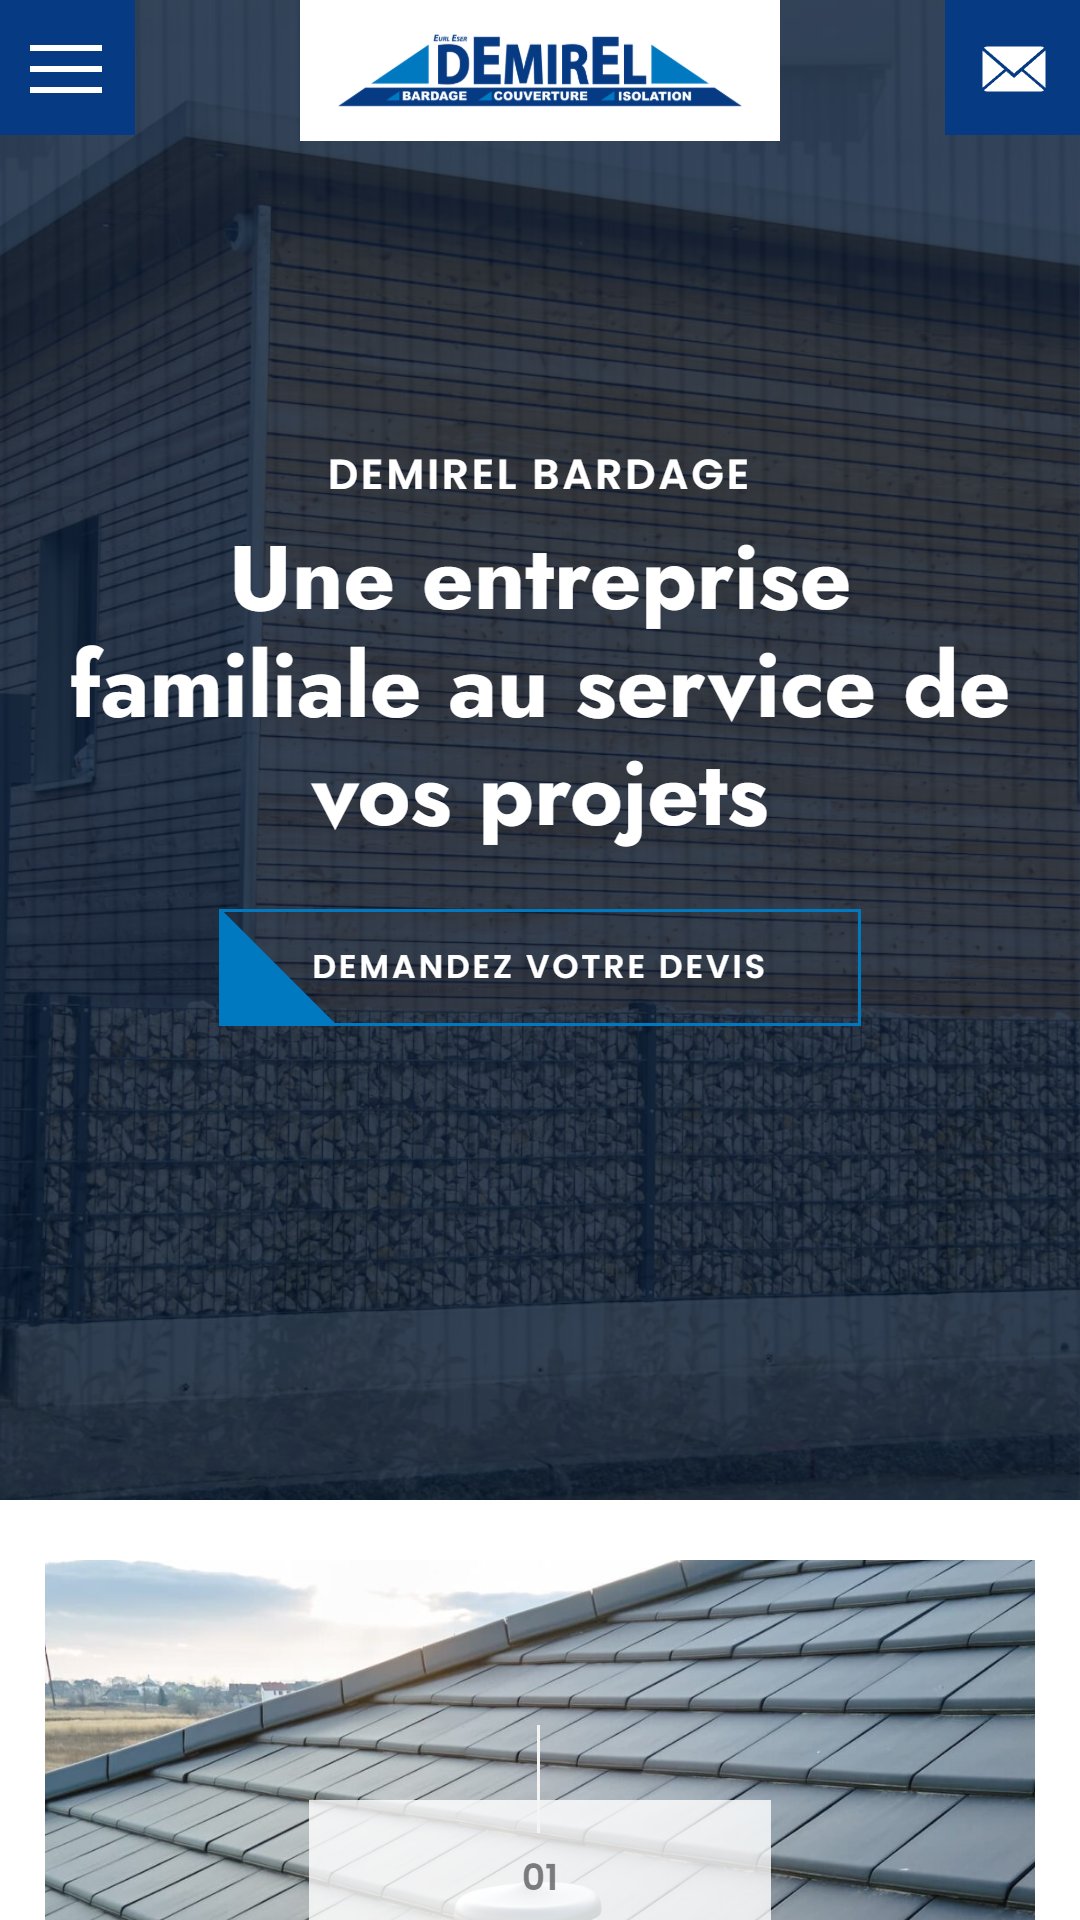 Eurl Eser
DEMIREL
BARDAGE COUVERTURE ISOLATION
DEMIREL BARDAGE
Une entreprise
familiale au service de
vos projets
DEMANDEZ VOTRE DEVIS
01